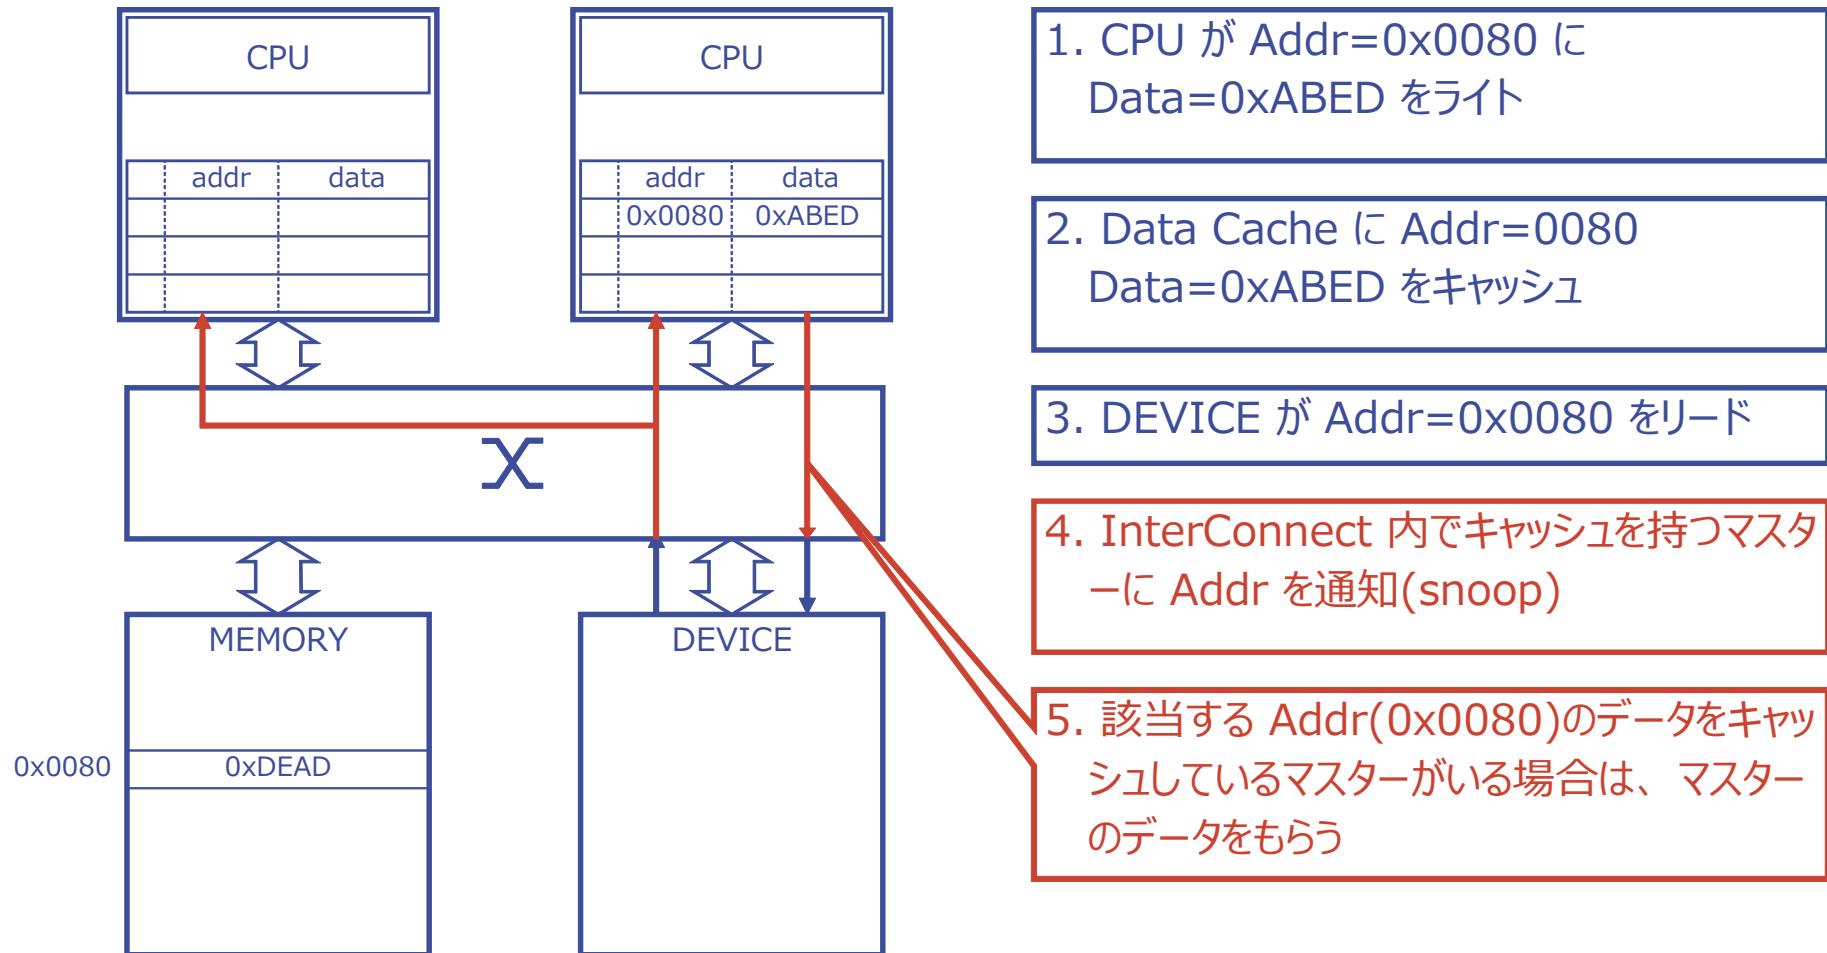 CPU
addr data
CPU
addr data
0x0080 0xABED
MEMORY
0x0080 0xDEAD
DEVICE
1. CPU が Addr=0x0080 に
Data=0xABED をライト
2. Data Cache に Addr=0080
Data=0xABED をキャッシュ
3. DEVICE が Addr=0x0080 をリード
4. InterConnect 内でキャッシュを持つマスタ
ーに Addr を通知(snoop)
5. 該当する Addr(0x0080)のデータをキャッ
シュしているマスターがいる場合は、マスター
のデータをもらう